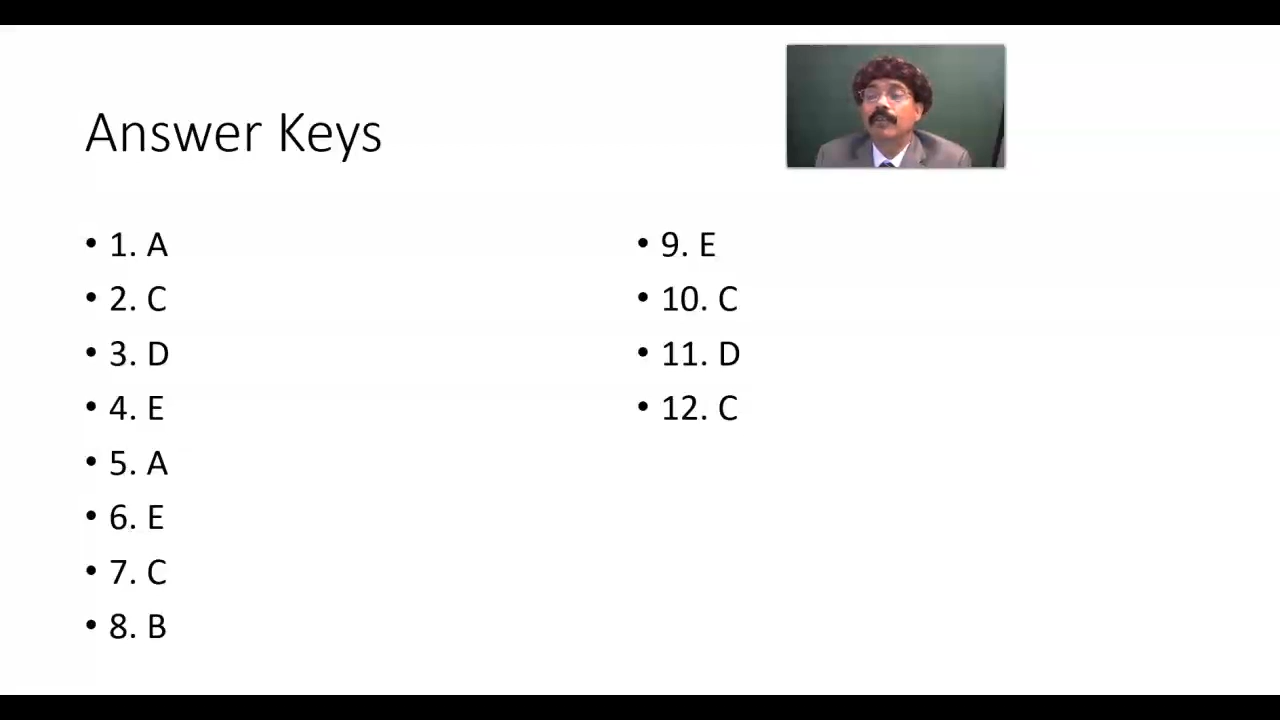 Answer Keys
• 1. A
• 2. C
• 3. D
• 4. E
• 5. A
• 6. E
• 7. C
• 8. B
• 9. E
• 10. C
• 11. D
• 12. C